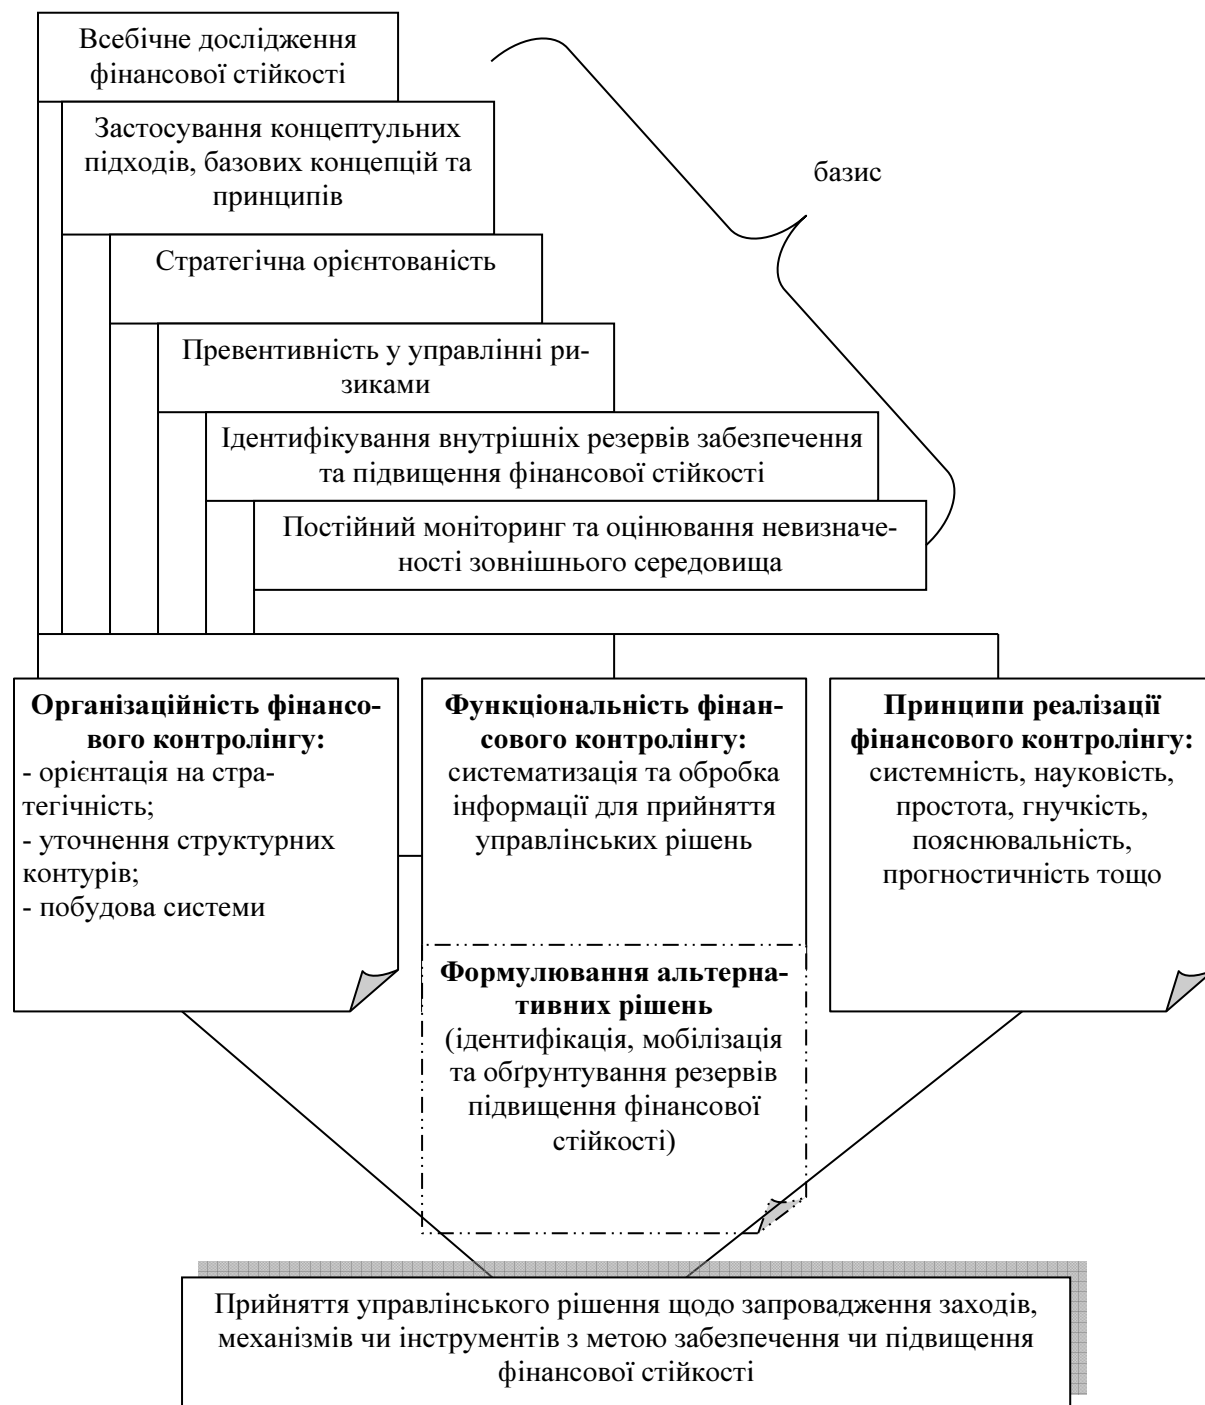 Всебічне дослідження
фінансової стійкості
Застосування концептульних
підходів, базових концепцій та
принципів
базис
Стратегічна орієнтованість
Превентивність у управлінні ри-
зиками
Ідентифікування внутрішніх резервів забезпечення
та підвищення фінансової стійкості
Постійний моніторинг та оцінювання невизначе-
ності зовнішнього середовища
Організаційність фінансо-
вого контролінгу:
- орієнтація на стра-
тегічність;
- уточнення структурних
контурів;
- побудова системи
Функціональність фінан-
сового контролінгу:
систематизація та обробка
інформації для прийняття
управлінських рішень
Принципи реалізації
фінансового контролінгу:
системність, науковість,
простота, гнучкість,
пояснювальність,
прогностичність тощо
Формулювання альтерна-
тивних рішень
(ідентифікація, мобілізація
та обґрунтування резервів
підвищення фінансової
стійкості)
Прийняття управлінського рішення щодо запровадження заходів,
механізмів чи інструментів з метою забезпечення чи підвищення
фінансової стійкості